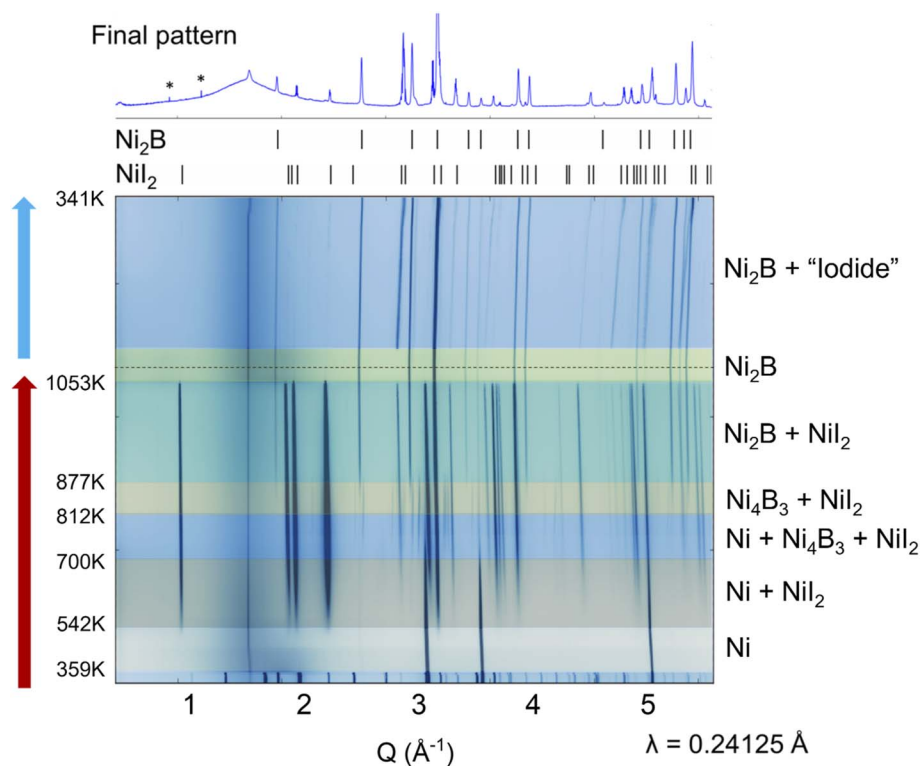 Final pattern
* *
Ni₂B
NiI₂
341K
Ni₂B + “Iodide”
Ni₂B
1053K
Ni₂B + NiI₂
877K
Ni₄B₃ + NiI₂
812K
Ni + Ni₄B₃ + NiI₂
700K
Ni + NiI₂
542K
Ni
359K
1 2 3 4 5
Q (Å⁻¹)
λ = 0.24125 Å